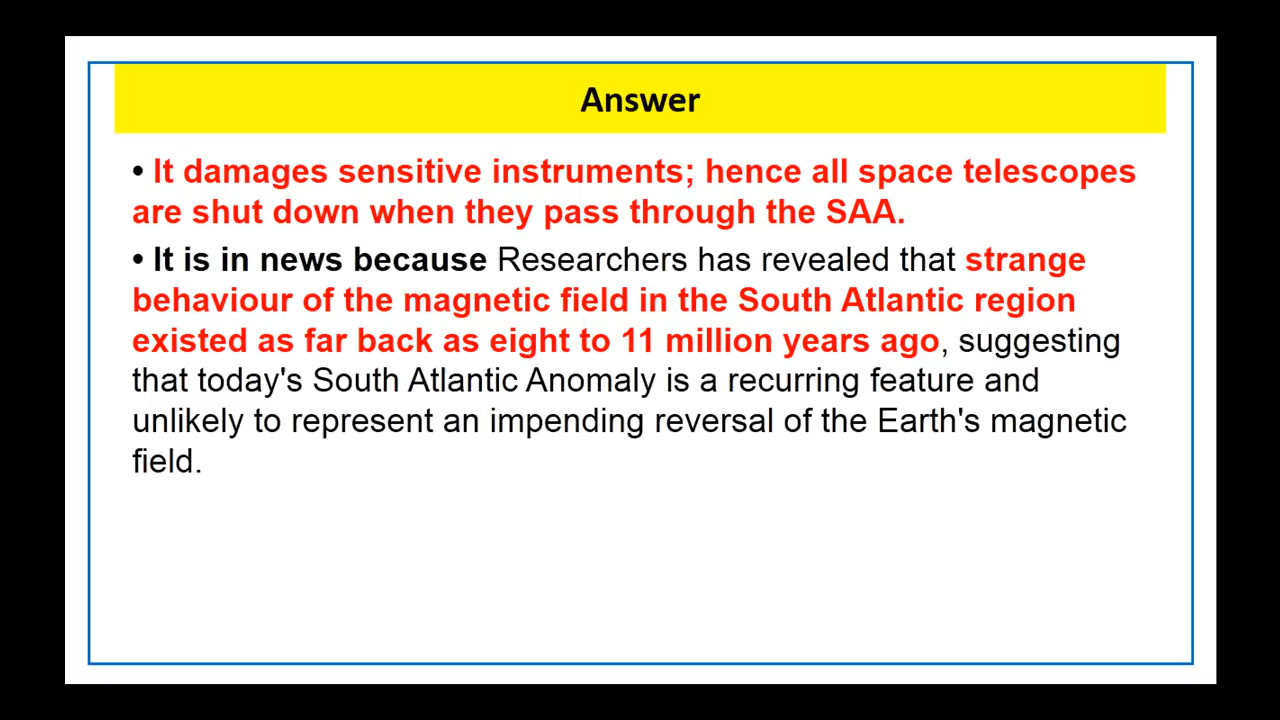 Answer
• It damages sensitive instruments; hence all space telescopes
are shut down when they pass through the SAA.
• It is in news because Researchers has revealed that strange
behaviour of the magnetic field in the South Atlantic region
existed as far back as eight to 11 million years ago, suggesting
that today's South Atlantic Anomaly is a recurring feature and
unlikely to represent an impending reversal of the Earth's magnetic
field.